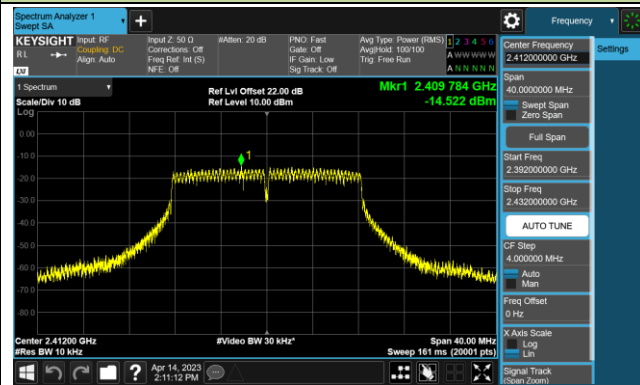 Spectrum Analyzer 1
Swept SA
Frequency
KEYSIGHT
RL
LXI
Input: RF
Coupling: DC
Align: Auto
Input Z: 50 Ω
Corrections: Off
Freq Ref: Int (S)
NFE: Off
#Atten: 20 dB
PNO: Fast
Gate: Off
IF Gain: Low
Sig Track: Off
Avg Type: Power (RMS)
Avg|Hold: 100/100
Trig: Free Run
1 2 3 4 5 6
A W W W W W
A N N N N N
1 Spectrum
Scale/Div 10 dB
Ref Lvl Offset 22.00 dB
Ref Level 10.00 dBm
Mkr1 2.409 784 GHz
-14.522 dBm
Log
0.00
-10.0
-20.0
-30.0
-40.0
-50.0
-60.0
-70.0
-80.0
1
Center 2.41200 GHz
#Res BW 10 kHz
#Video BW 30 kHz*
Span 40.00 MHz
Sweep 161 ms (20001 pts)
Apr 14, 2023
2:11:12 PM
Center Frequency
2.412000000 GHz
Settings
Span
40.0000000 MHz
Swept Span
Zero Span
Full Span
Start Freq
2.392000000 GHz
Stop Freq
2.432000000 GHz
AUTO TUNE
CF Step
4.000000 MHz
Auto
Man
Freq Offset
0 Hz
X Axis Scale
Log
Lin
Signal Track
(Span Zoom)